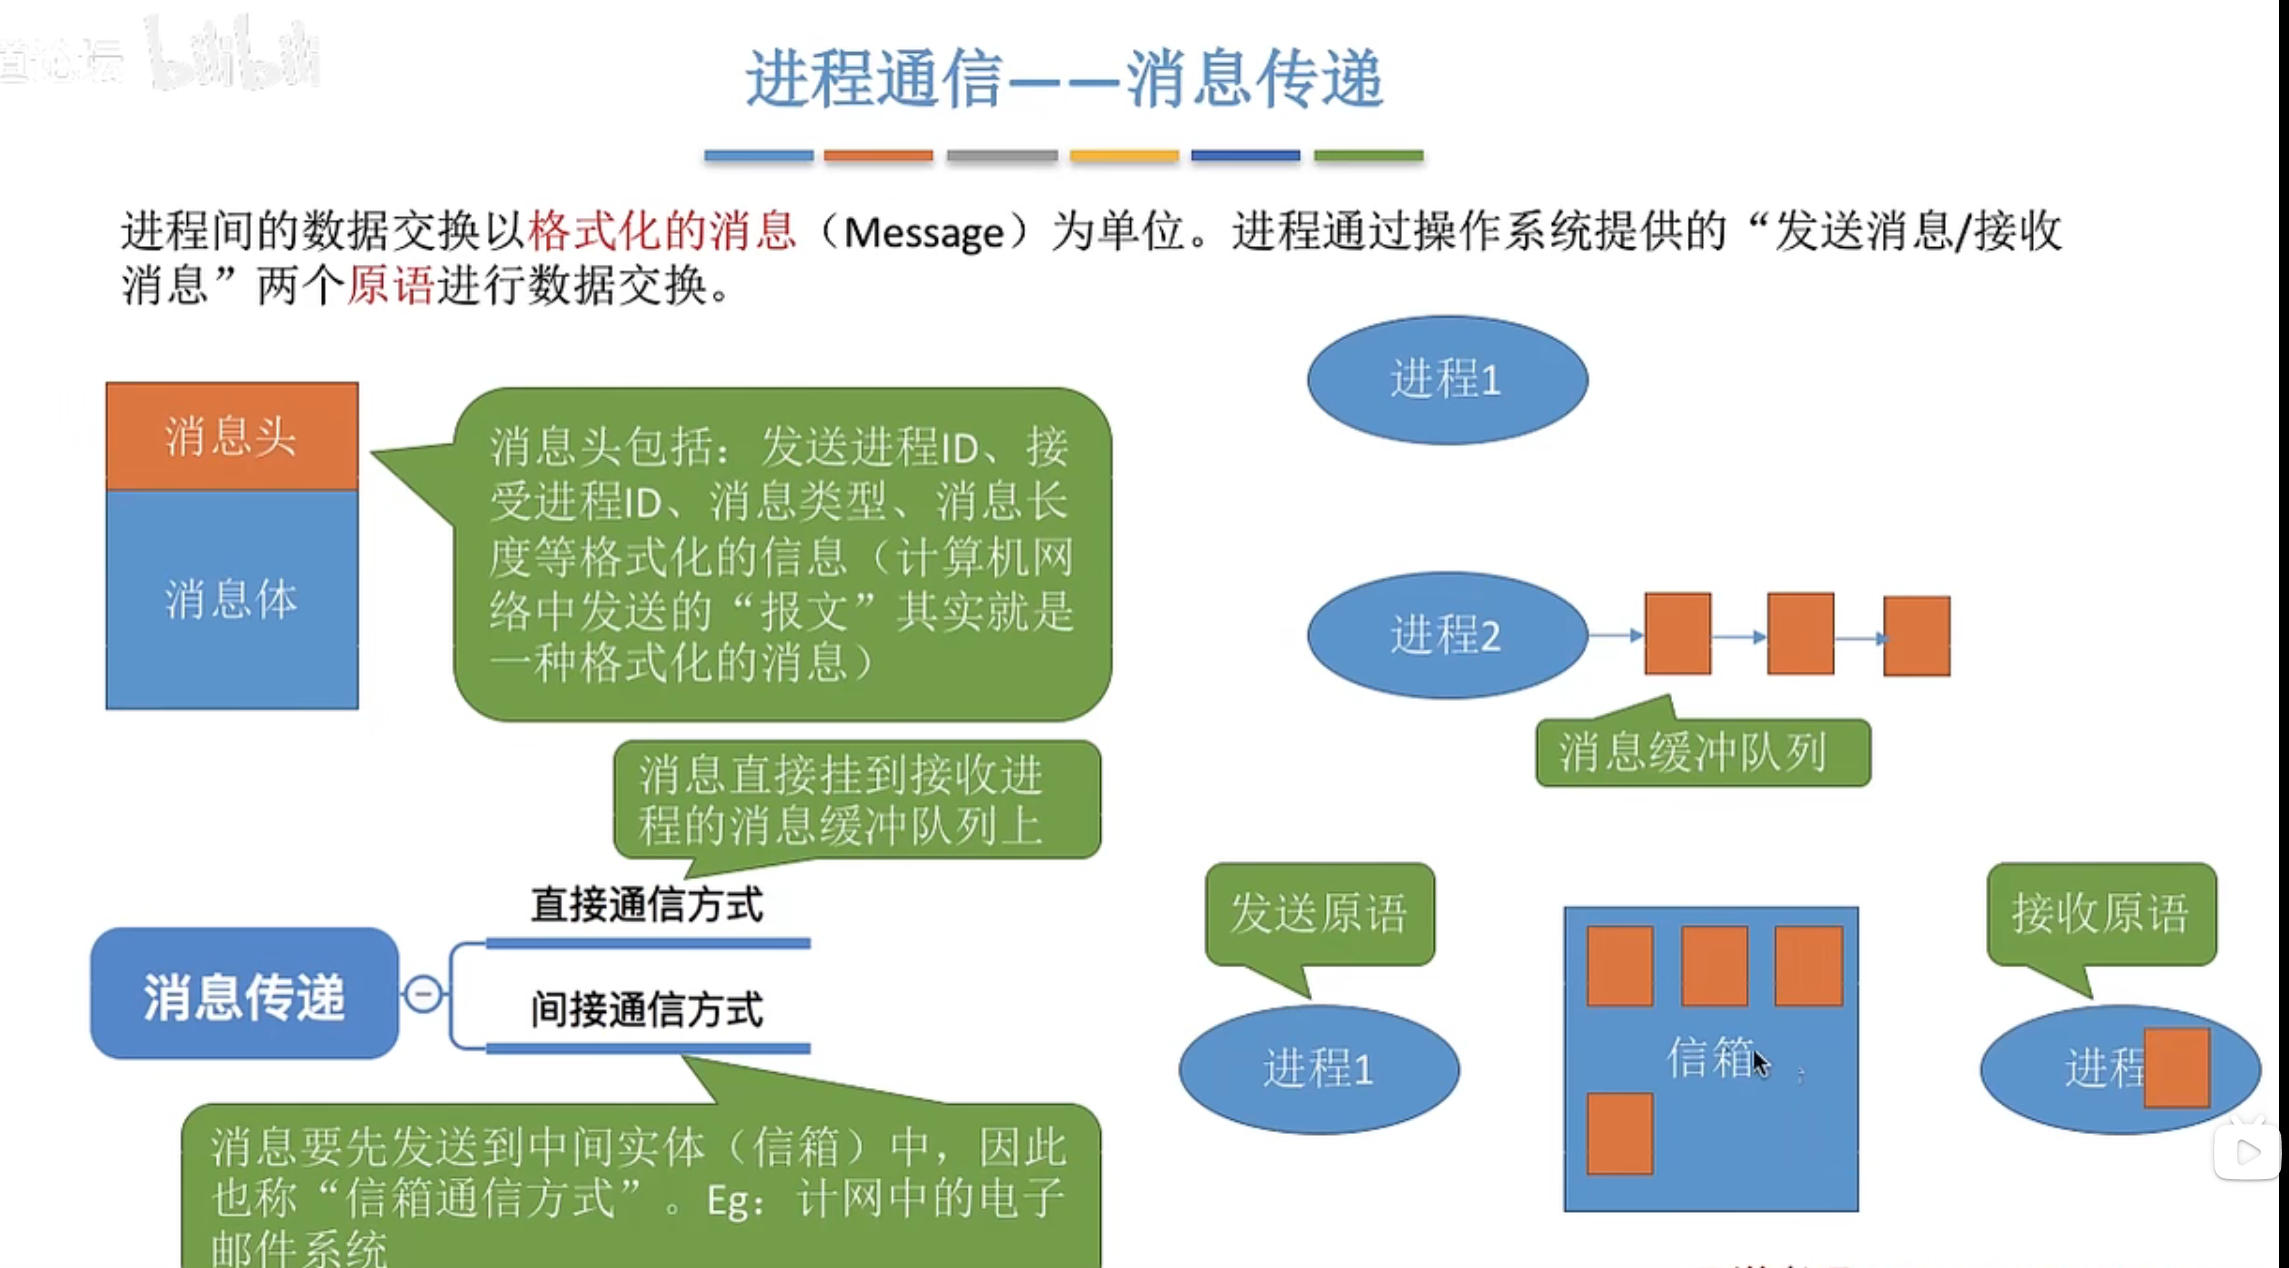 bilibili
进程通信——消息传递
进程间的数据交换以格式化的消息（Message）为单位。进程通过操作系统提供的“发送消息/接收
消息”两个原语进行数据交换。
消息头
消息体
消息头包括：发送进程ID、接
受进程ID、消息类型、消息长
度等格式化的信息（计算机网
络中发送的“报文”其实就是
一种格式化的消息）
进程1
进程2
消息缓冲队列
消息直接挂到接收进
程的消息缓冲队列上
直接通信方式
消息传递
间接通信方式
消息要先发送到中间实体（信箱）中，因此
也称“信箱通信方式”。Eg：计网中的电子
邮件系统
发送原语
进程1
信箱
接收原语
进程